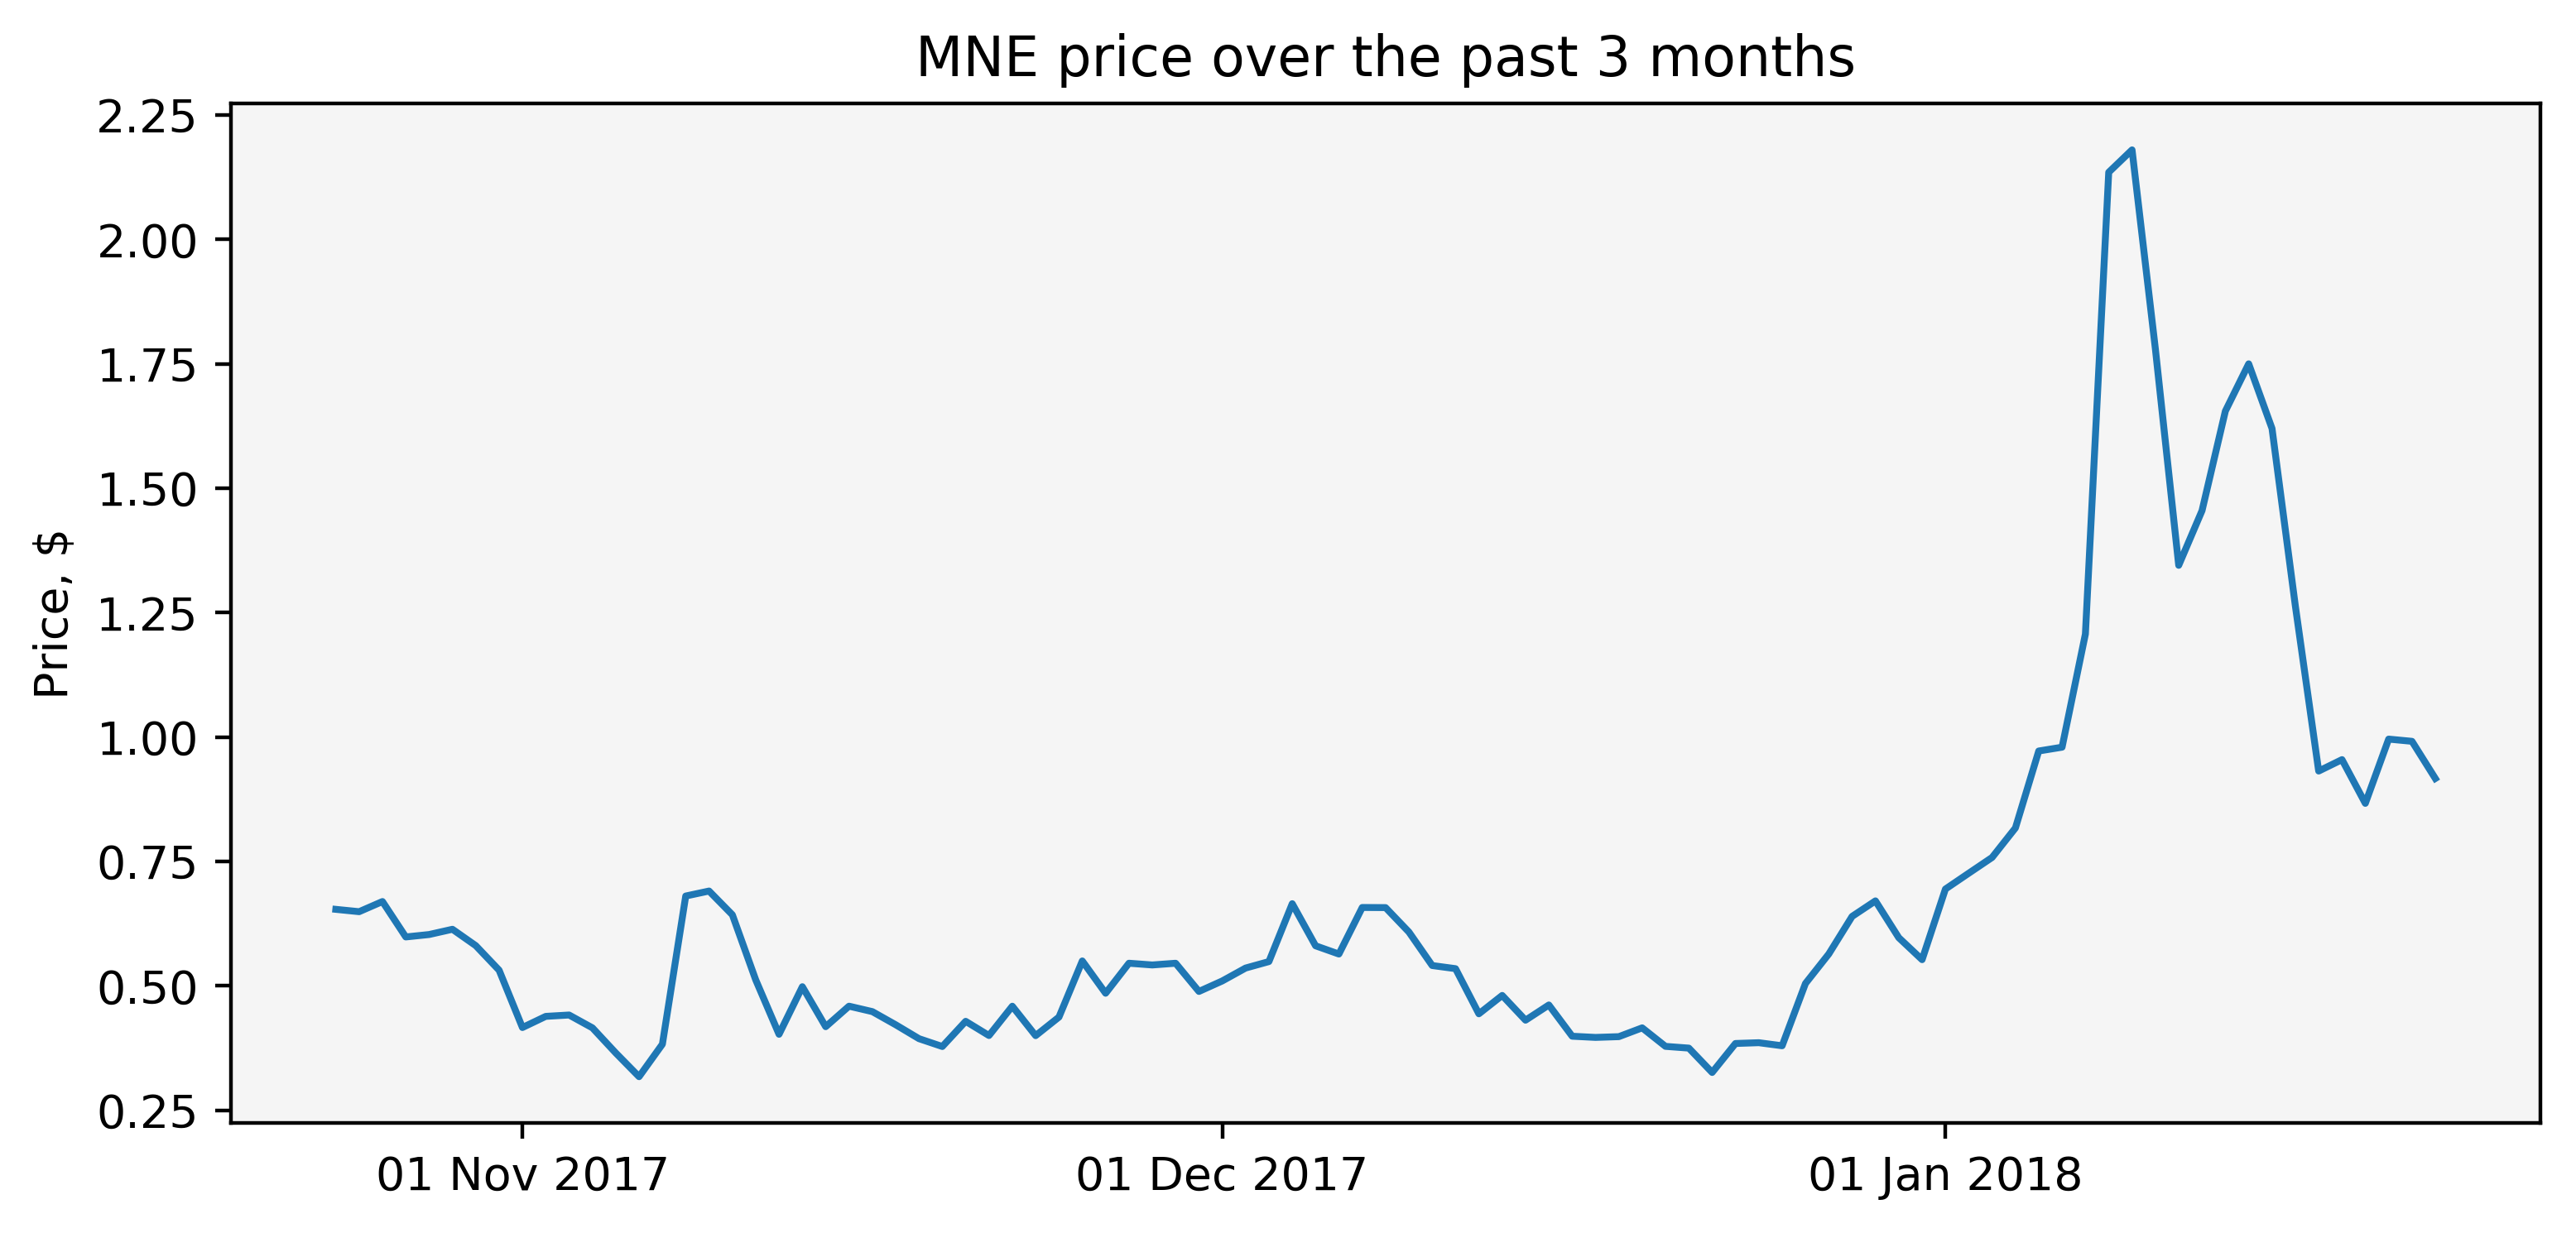 MNE price over the past 3 months
2.25
2.00
1.75
1.50
1.25
1.00
0.75
0.50
0.25
Price, $
01 Nov 2017
01 Dec 2017
01 Jan 2018